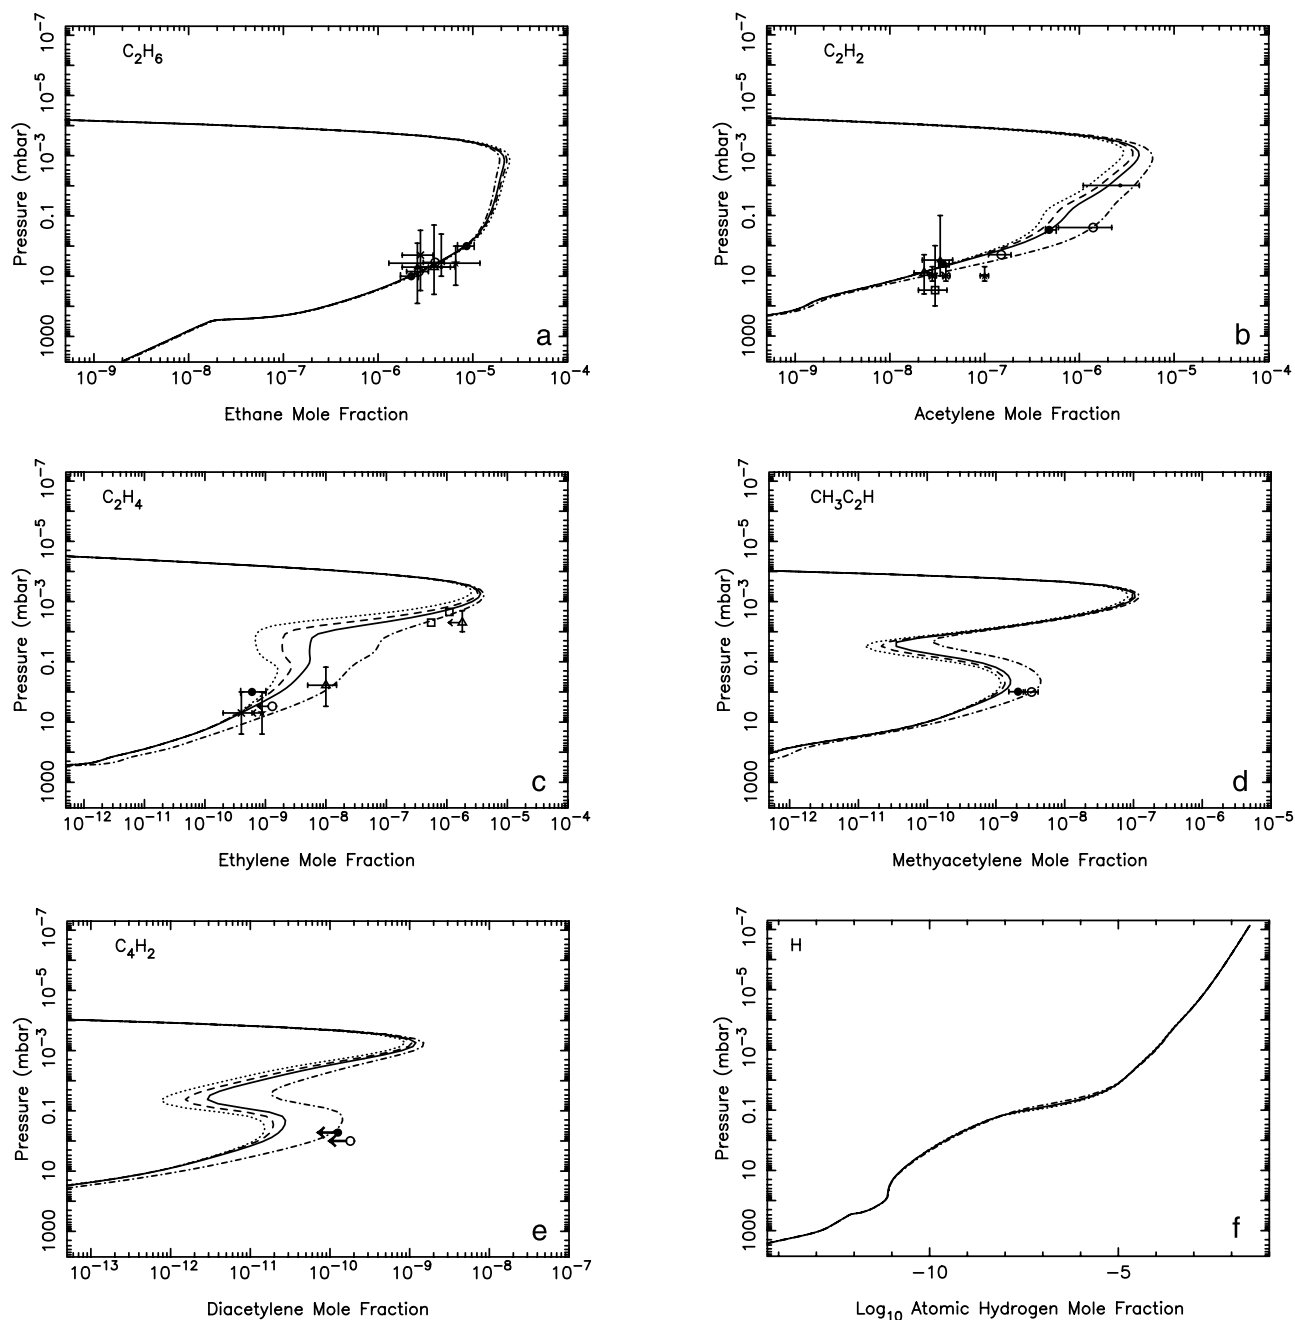 C2H6
10^-7
10^-5
10^-3
0.1
10
1000
Pressure (mbar)
a
10^-9 10^-8 10^-7 10^-6 10^-5 10^-4
Ethane Mole Fraction
C2H2
10^-7
10^-5
10^-3
0.1
10
1000
Pressure (mbar)
b
10^-9 10^-8 10^-7 10^-6 10^-5 10^-4
Acetylene Mole Fraction
C2H4
10^-7
10^-5
10^-3
0.1
10
1000
Pressure (mbar)
c
10^-12 10^-11 10^-10 10^-9 10^-8 10^-7 10^-6 10^-5 10^-4
Ethylene Mole Fraction
CH3C2H
10^-7
10^-5
10^-3
0.1
10
1000
Pressure (mbar)
d
10^-12 10^-11 10^-10 10^-9 10^-8 10^-7 10^-6 10^-5
Methyacetylene Mole Fraction
C4H2
10^-7
10^-5
10^-3
0.1
10
1000
Pressure (mbar)
e
10^-13 10^-12 10^-11 10^-10 10^-9 10^-8 10^-7
Diacetylene Mole Fraction
H
10^-7
10^-5
10^-3
0.1
10
1000
Pressure (mbar)
f
-10 -5
Log10 Atomic Hydrogen Mole Fraction